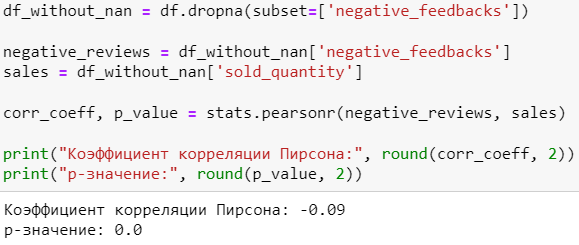 df_without_nan = df.dropna(subset=['negative_feedbacks'])
negative_reviews = df_without_nan['negative_feedbacks']
sales = df_without_nan['sold_quantity']
corr_coeff, p_value = stats.pearsonr(negative_reviews, sales)
print("Коэффициент корреляции Пирсона:", round(corr_coeff, 2))
print("p-значение:", round(p_value, 2))
Коэффициент корреляции Пирсона: -0.09
p-значение: 0.0